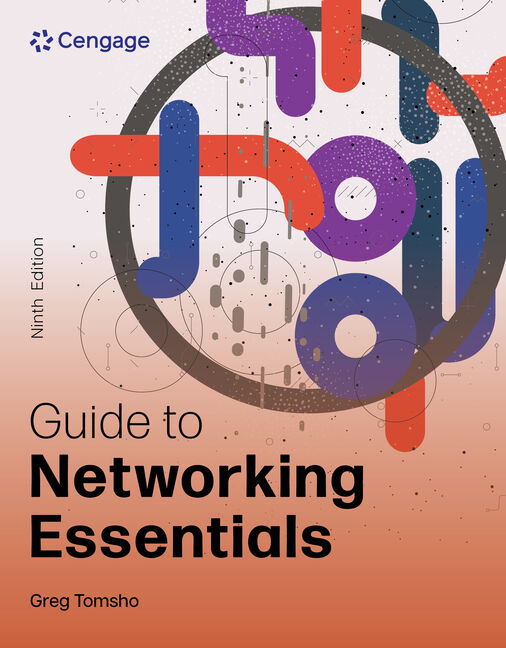 Cengage
Ninth Edition
Guide to
Networking
Essentials
Greg Tomsho